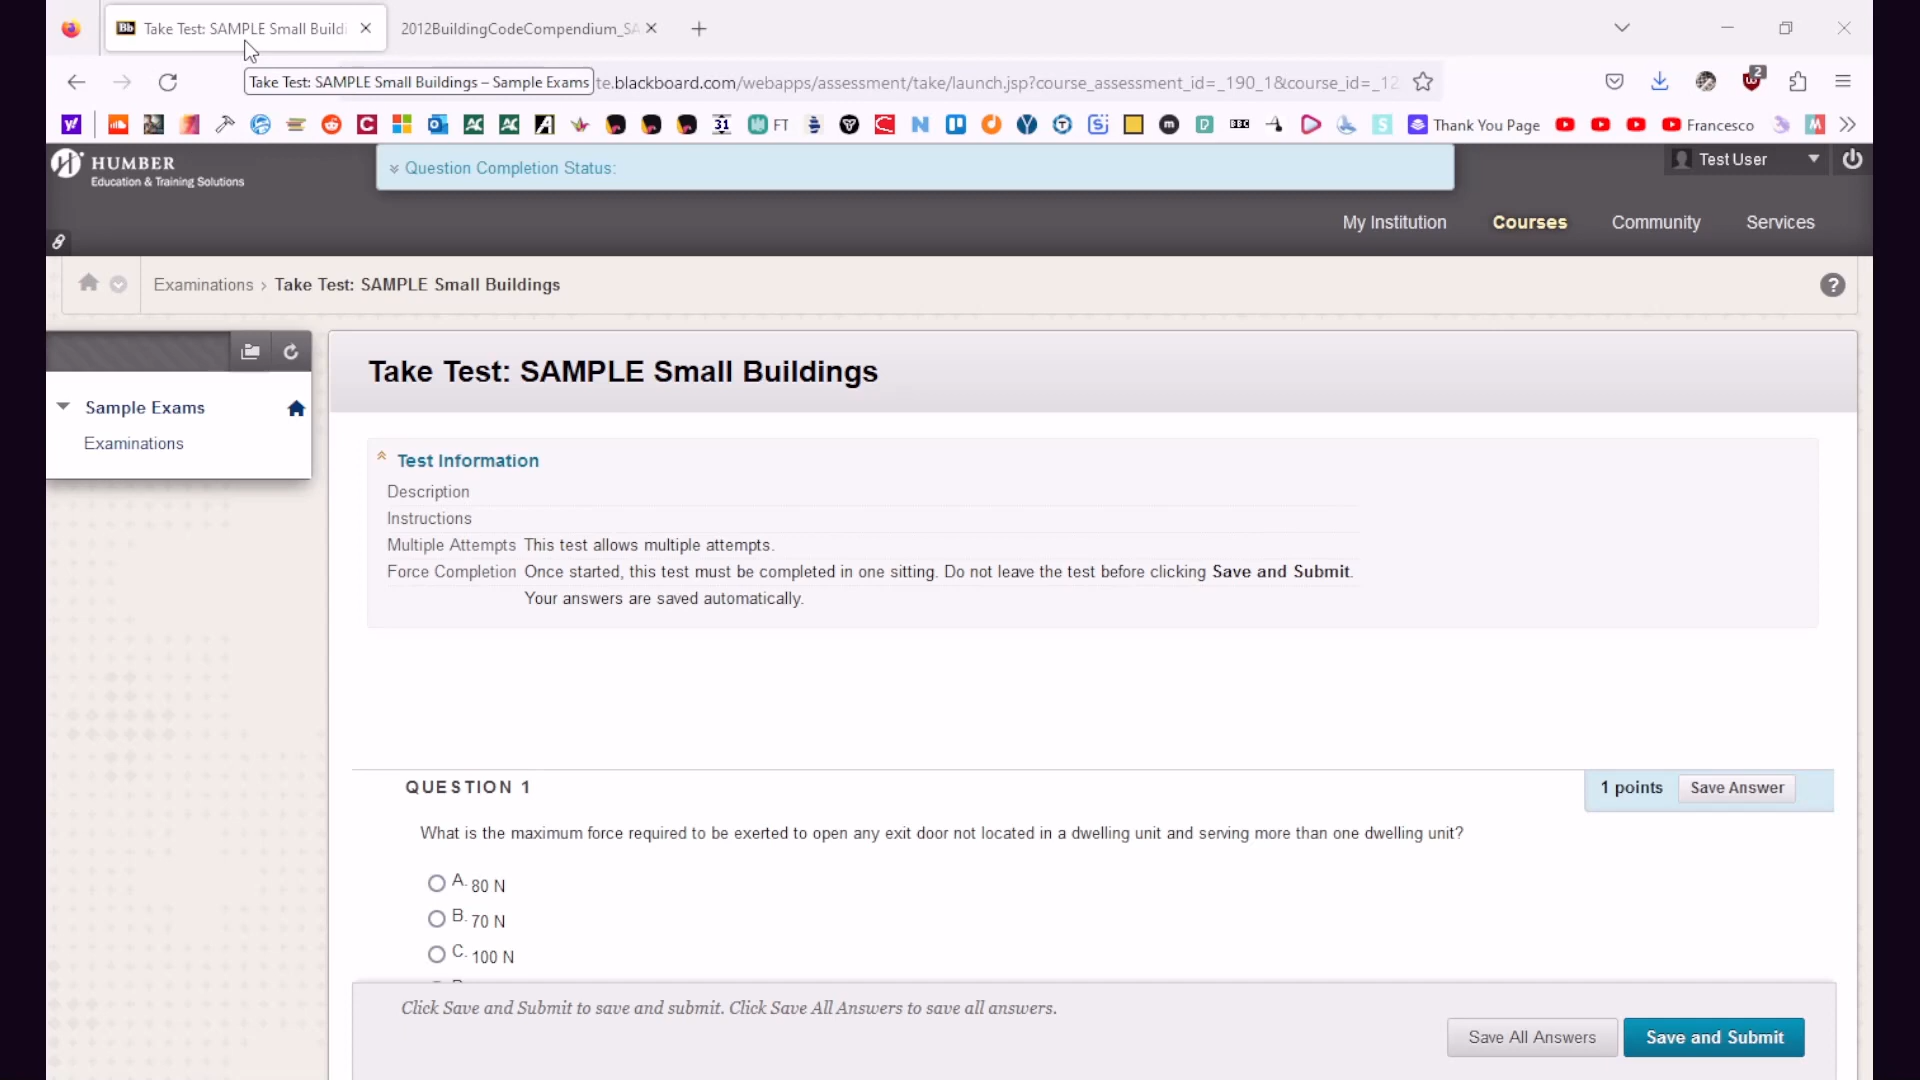 Take Test: SAMPLE Small Buildi
2012BuildingCodeCompendium_SA
Take Test: SAMPLE Small Buildings – Sample Exams
te.blackboard.com/webapps/assessment/take/launch.jsp?course_assessment_id=_190_1&course_id=_12
2
31
FT
BBC
Thank You Page
Francesco
HUMBER
Education & Training Solutions
Question Completion Status:
Test User
My Institution
Courses
Community
Services
Examinations › Take Test: SAMPLE Small Buildings
Sample Exams
Examinations
Take Test: SAMPLE Small Buildings
Test Information
Description
Instructions
Multiple Attempts This test allows multiple attempts.
Force Completion Once started, this test must be completed in one sitting. Do not leave the test before clicking Save and Submit.
Your answers are saved automatically.
QUESTION 1
1 points
Save Answer
What is the maximum force required to be exerted to open any exit door not located in a dwelling unit and serving more than one dwelling unit?
A. 80 N
B. 70 N
C. 100 N
Click Save and Submit to save and submit. Click Save All Answers to save all answers.
Save All Answers
Save and Submit